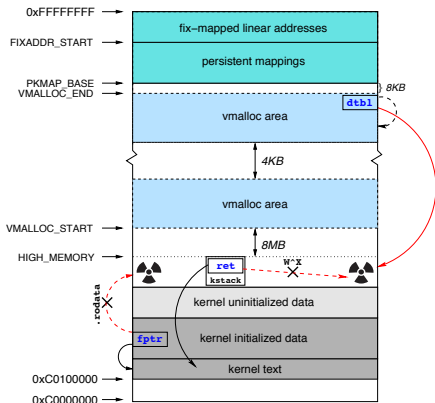 0xFFFFFFFF
fix-mapped linear addresses
FIXADDR_START
persistent mappings
PKMAP_BASE
8KB
VMALLOC_END
dtbl
vmalloc area
4KB
vmalloc area
VMALLOC_START
8MB
HIGH_MEMORY
ret
W^X
kstack
.rodata
kernel uninitialized data
kernel initialized data
fptr
kernel text
0xC0100000
0xC0000000